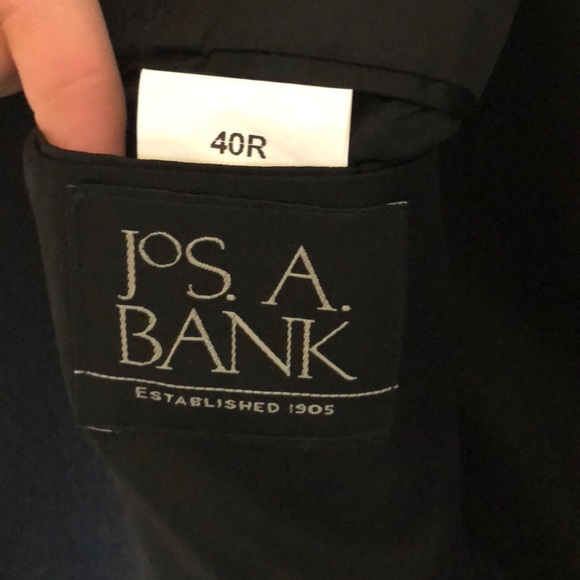 40R
JOS. A.
BANK
ESTABLISHED 1905